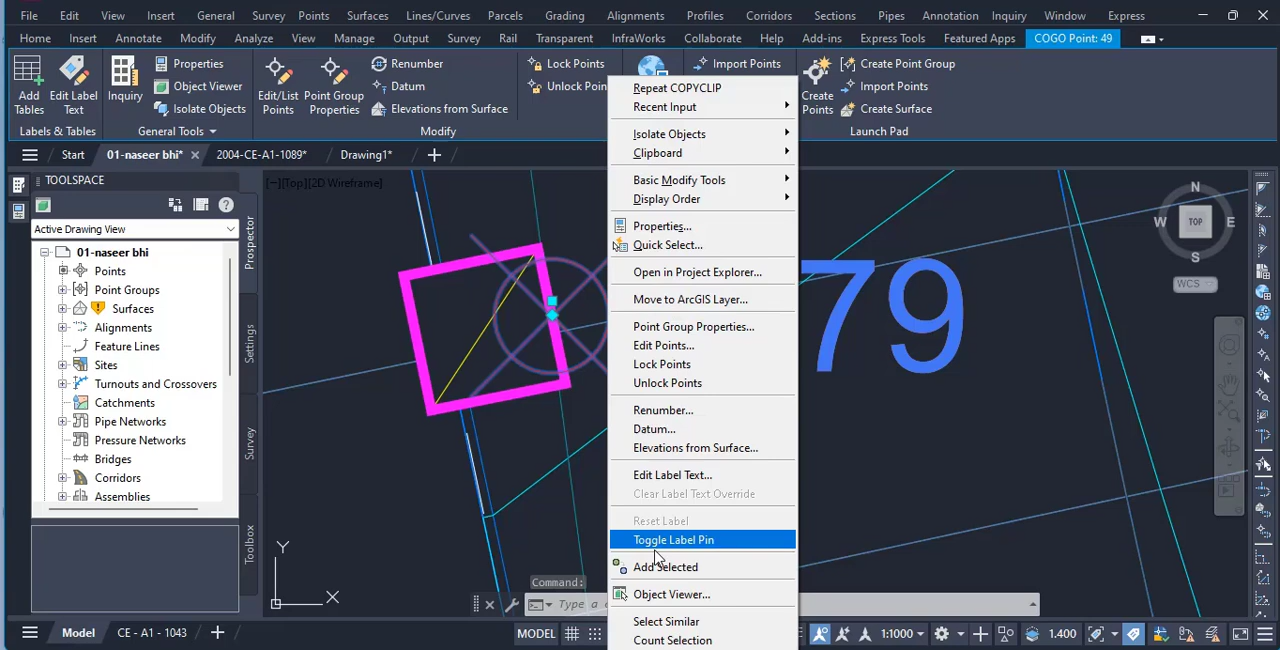 File Edit View Insert General Survey Points Surfaces Lines/Curves Parcels Grading Alignments Profiles Corridors Sections Pipes Annotation Inquiry Window Express
Home Insert Annotate Modify Analyze View Manage Output Survey Rail Transparent InfraWorks Collaborate Help Add-ins Express Tools Featured Apps COGO Point: 49
Add Tables
Edit Label Text
Labels & Tables
Inquiry
Properties
Object Viewer
Isolate Objects
General Tools
Edit/List Points
Point Group Properties
Renumber
Datum
Elevations from Surface
Modify
Lock Points
Unlock Poin
Import Points
Create Points
Create Point Group
Import Points
Create Surface
Launch Pad
Start 01-naseer bhi* 2004-CE-A1-1089* Drawing1*
TOOLSPACE
Active Drawing View
01-naseer bhi
Points
Point Groups
Surfaces
Alignments
Feature Lines
Sites
Turnouts and Crossings
Catchments
Pipe Networks
Pressure Networks
Bridges
Corridors
Assemblies
Prospector
Settings
Survey
Toolbox
[−][Top][2D Wireframe]
Repeat COPYCLIP
Recent Input
Isolate Objects
Clipboard
Basic Modify Tools
Display Order
Properties...
Quick Select...
Open in Project Explorer...
Move to ArcGIS Layer...
Point Group Properties...
Edit Points...
Lock Points
Unlock Points
Renumber...
Datum...
Elevations from Surface...
Edit Label Text...
Clear Label Text Override
Reset Label
Toggle Label Pin
Add Selected
Object Viewer...
Select Similar
Count Selection
79
N
W TOP E
S
WCS
Y
X
Command:
Type a
Model CE - A1 - 1043
MODEL 1:1000 1.400